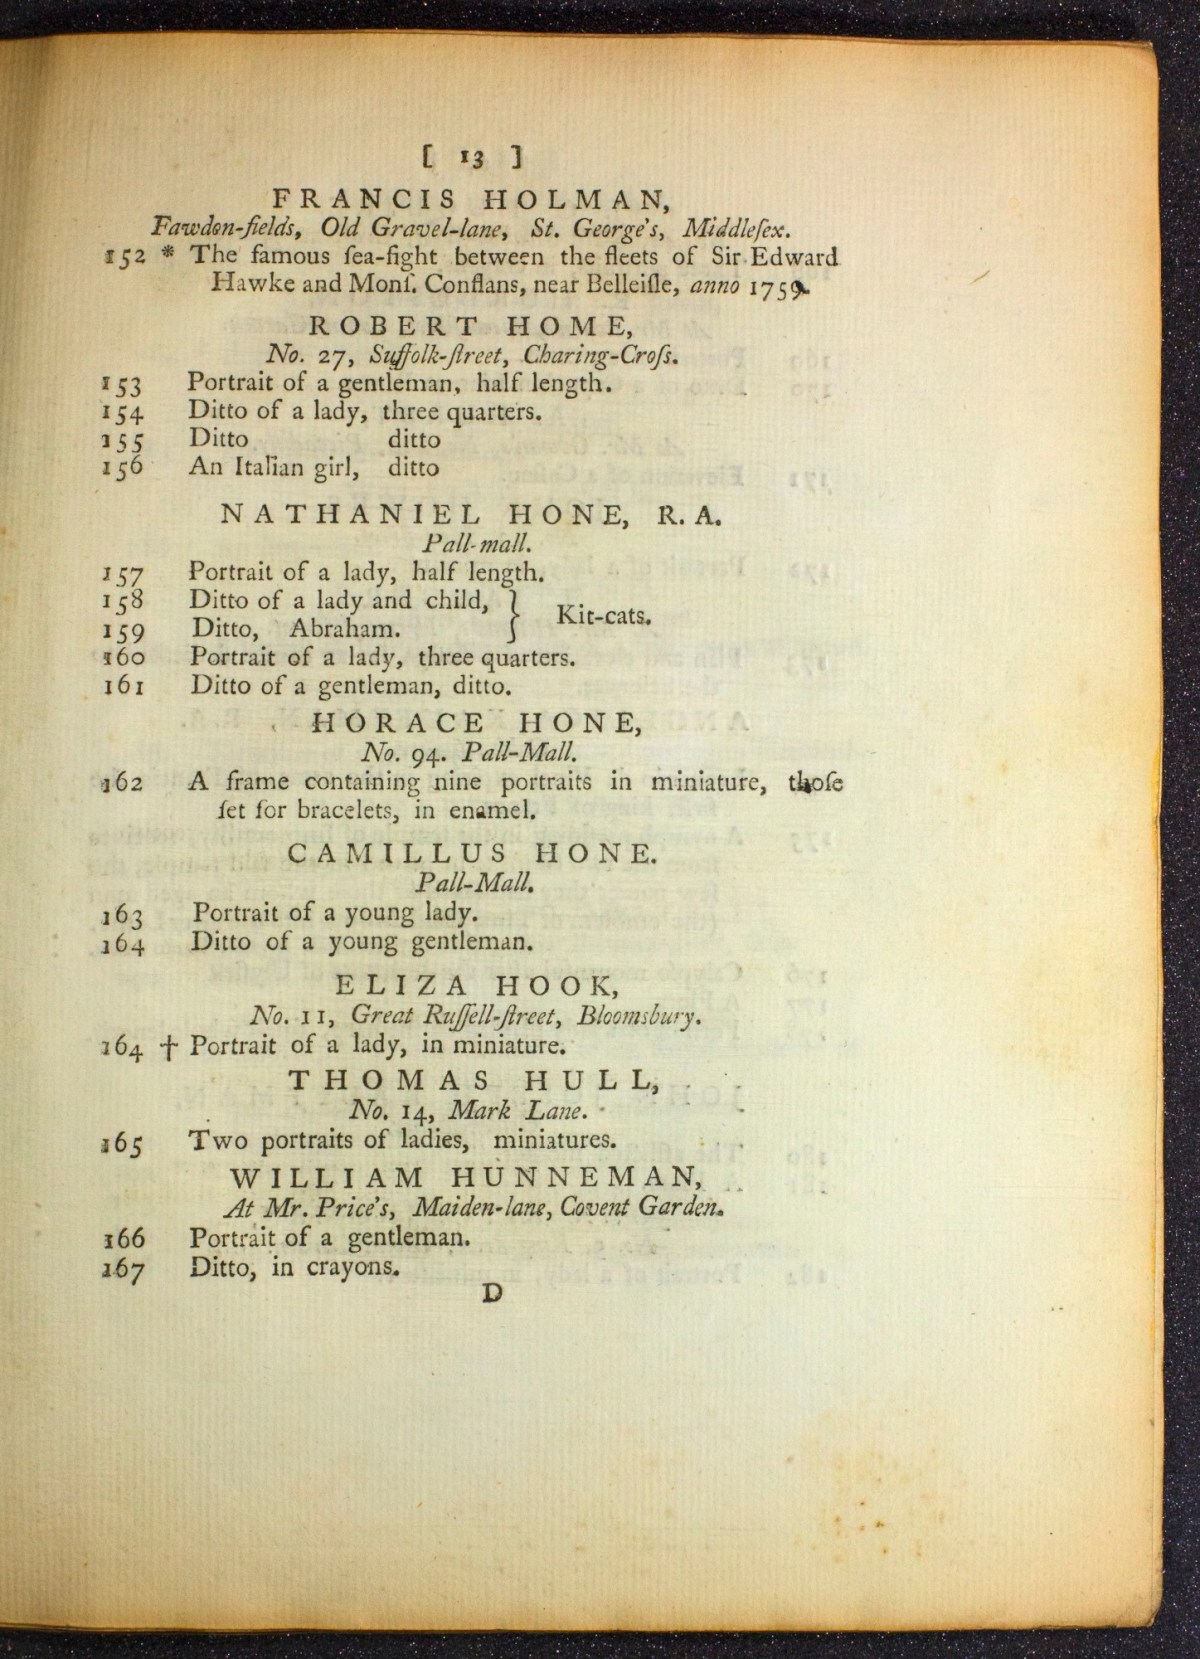 [ 13 ]
FRANCIS HOLMAN,
Fawdon-fields, Old Gravel-lane, St. George's, Middleſex.
152 * The famous ſea-fight between the fleets of Sir Edward
Hawke and Monſ. Conflans, near Belleiſle, anno 1759.
ROBERT HOME,
No. 27, Suffolk-ſtreet, Charing-Croſs.
153 Portrait of a gentleman, half length.
154 Ditto of a lady, three quarters.
155 Ditto ditto
156 An Italian girl, ditto
NATHANIEL HONE, R. A.
Pall-mall.
157 Portrait of a lady, half length.
158 Ditto of a lady and child, } Kit-cats.
159 Ditto, Abraham.
160 Portrait of a lady, three quarters.
161 Ditto of a gentleman, ditto.
HORACE HONE,
No. 94. Pall-Mall.
162 A frame containing nine portraits in miniature, thoſe
ſet for bracelets, in enamel.
CAMILLUS HONE.
Pall-Mall.
163 Portrait of a young lady.
164 Ditto of a young gentleman.
ELIZA HOOK,
No. 11, Great Ruſſell-ſtreet, Bloomsbury.
164 † Portrait of a lady, in miniature.
THOMAS HULL,
No. 14, Mark Lane.
165 Two portraits of ladies, miniatures.
WILLIAM HUNNEMAN,
At Mr. Price's, Maiden-lane, Covent Garden.
166 Portrait of a gentleman.
167 Ditto, in crayons.
D